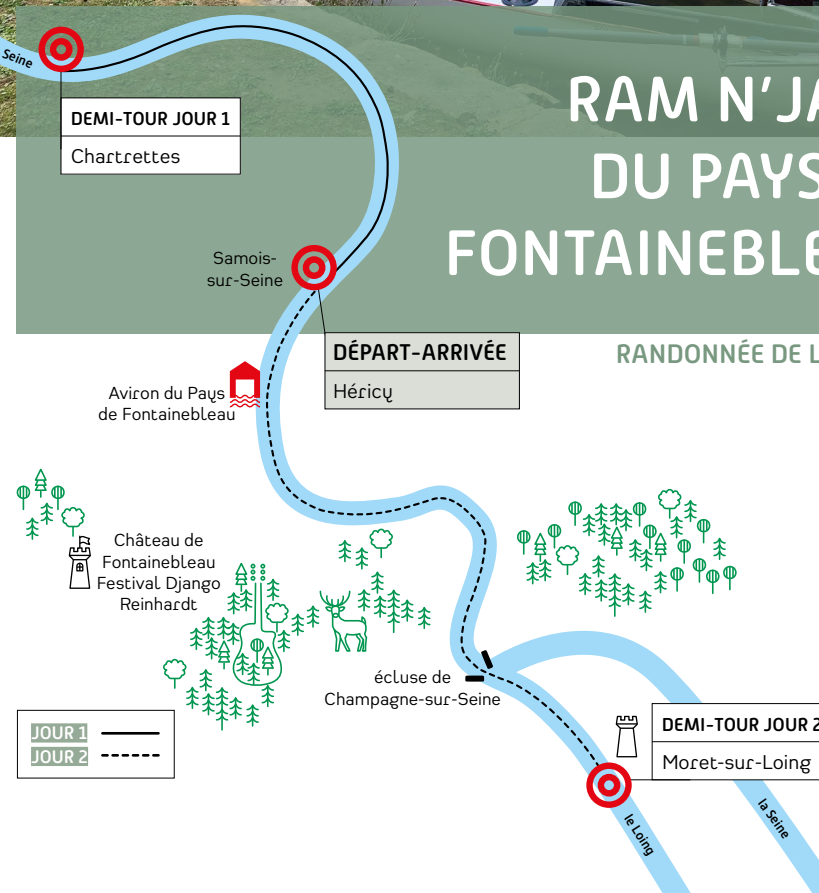 Seine
DEMI-TOUR JOUR 1
Chartrettes
RAM N'JA
DU PAYS
FONTAINEBLE
Samois-
sur-Seine
DÉPART-ARRIVÉE
Héricy
RANDONNÉE DE L
Aviron du Pays
de Fontainebleau
Château de
Fontainebleau
Festival Django
Reinhardt
écluse de
Champagne-sur-Seine
JOUR 1
JOUR 2
DEMI-TOUR JOUR 2
Moret-sur-Loing
le Loing
la Seine